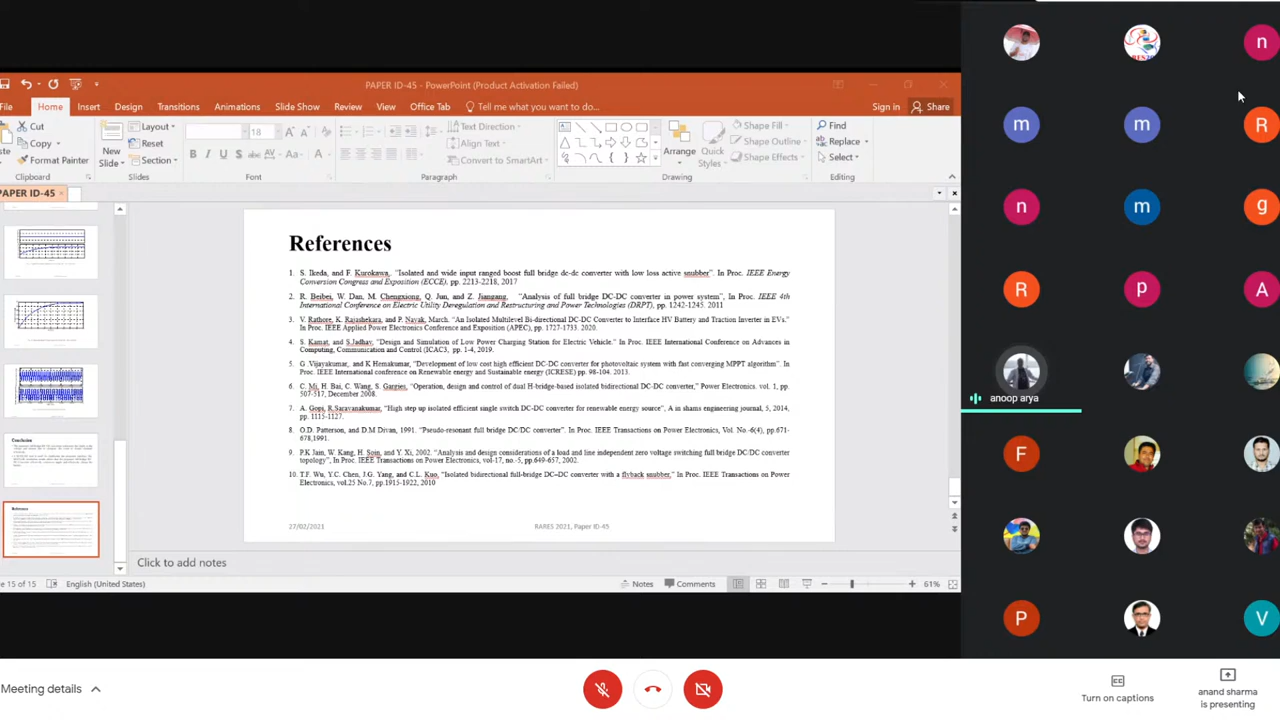 PAPER ID-45 - PowerPoint (Product Activation Failed)
File Home Insert Design Transitions Animations Slide Show Review View Office Tab Tell me what you want to do... Sign in Share
Cut
Copy
Format Painter
Clipboard
New
Slide
Layout
Reset
Section
Slides
18
B I U S abc AV Aa A
Font
Text Direction
Align Text
Convert to SmartArt
Paragraph
Arrange
Quick
Styles
Shape Fill
Shape Outline
Shape Effects
Drawing
Find
Replace
Select
Editing
PAPER ID-45
Conclusion
References
References
1. S. Ikeda, and F. Kurokawa, "Isolated and wide input ranged boost full bridge dc-dc converter with low loss active snubber". In Proc. IEEE Energy
Conversion Congress and Exposition (ECCE). pp. 2213-2218, 2017
2. R. Beibei, W. Dan, M. Chengxiong, Q. Jun, and Z. Jiangang, "Analysis of full bridge DC-DC converter in power system", In Proc. IEEE 4th
International Conference on Electric Utility Deregulation and Restructuring and Power Technologies (DRPT), pp. 1242-1245. 2011
3. V. Rathore, K. Rajashekara, and P. Nayak, March. "An Isolated Multilevel Bi-directional DC-DC Converter to Interface HV Battery and Traction Inverter in EVs."
In Proc. IEEE Applied Power Electronics Conference and Exposition (APEC), pp. 1727-1733. 2020.
4. S. Kamat, and S.Jadhav, "Design and Simulation of Low Power Charging Station for Electric Vehicle." In Proc. IEEE International Conference on Advances in
Computing, Communication and Control (ICAC3, pp. 1-4, 2019.
5. G .Vijayakumar, and K Hemakumar, "Development of low cost high efficient DC-DC converter for photovoltaic system with fast converging MPPT algorithm". In
Proc. IEEE International conference on Renewable energy and Sustainable energy (ICRESE) pp. 98-104. 2013.
6. C. Mi, H. Bai, C. Wang, S. Gargies, "Operation, design and control of dual H-bridge-based isolated bidirectional DC-DC converter," Power Electronics. vol. 1, pp.
507-517, December 2008.
7. A. Gopi, R.Saravanakumar, "High step up isolated efficient single switch DC-DC converter for renewable energy source", A in shams engineering journal, 5, 2014,
pp. 1115-1127.
8. O.D. Patterson, and D.M Divan, 1991. "Pseudo-resonant full bridge DC/DC converter". In Proc. IEEE Transactions on Power Electronics, Vol. No -6(4), pp.671-
678,1991.
9. P.K Jain, W. Kang, H. Soin, and Y. Xi, 2002. "Analysis and design considerations of a load and line independent zero voltage switching full bridge DC/DC converter
topology", In Proc. IEEE Transactions on Power Electronics, vol-17, no.-5, pp.649-657, 2002.
10. T.F. Wu, Y.C. Chen, J.G. Yang, and C.L. Kuo, "Isolated bidirectional full-bridge DC–DC converter with a flyback snubber," In Proc. IEEE Transactions on Power
Electronics, vol.25 No.7, pp.1915-1922, 2010
27/02/2021 RARES 2021, Paper ID-45
Click to add notes
15 of 15 English (United States) Notes Comments 61%
n
m m R
n m g
R p A
anoop arya
F
P V
Meeting details
CC
Turn on captions
anand sharma
is presenting